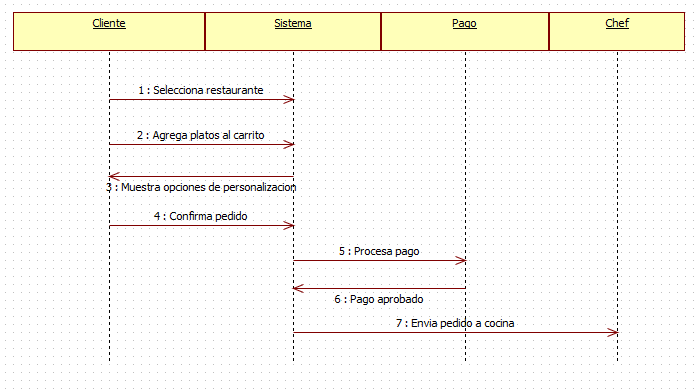 Cliente
Sistema
Pago
Chef
1 : Selecciona restaurante
2 : Agrega platos al carrito
3 : Muestra opciones de personalizacion
4 : Confirma pedido
5 : Procesa pago
6 : Pago aprobado
7 : Envia pedido a cocina